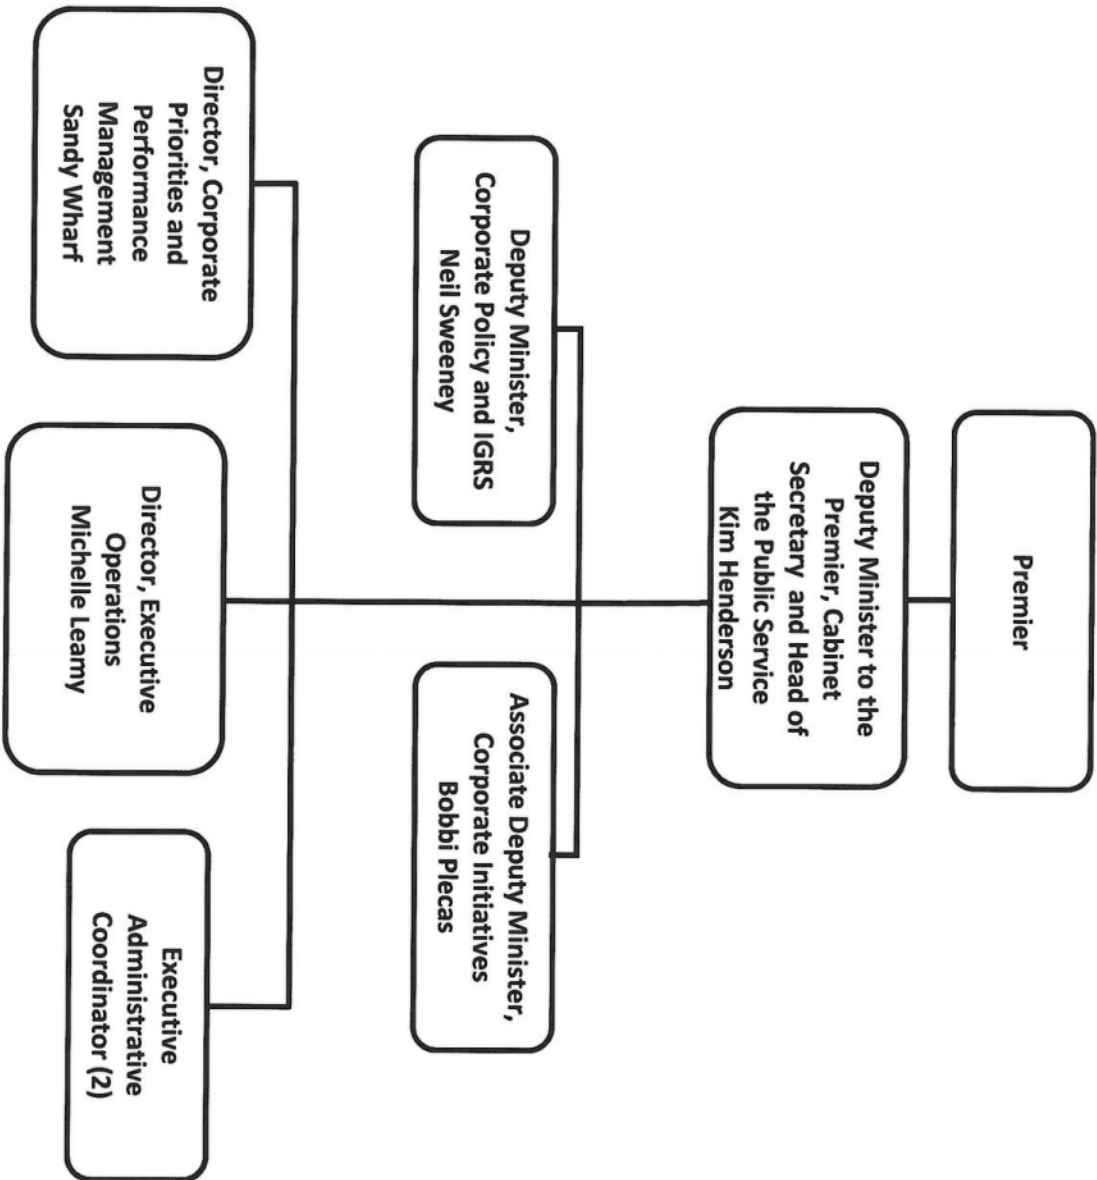 Premier
Deputy Minister to the
Premier, Cabinet
Secretary and Head of
the Public Service
Kim Henderson
Deputy Minister,
Corporate Policy and IGRS
Neil Sweeney
Associate Deputy Minister,
Corporate Initiatives
Bobbi Plecas
Director, Corporate
Priorities and
Performance
Management
Sandy Wharf
Director, Executive
Operations
Michelle Leamy
Executive
Administrative
Coordinator (2)